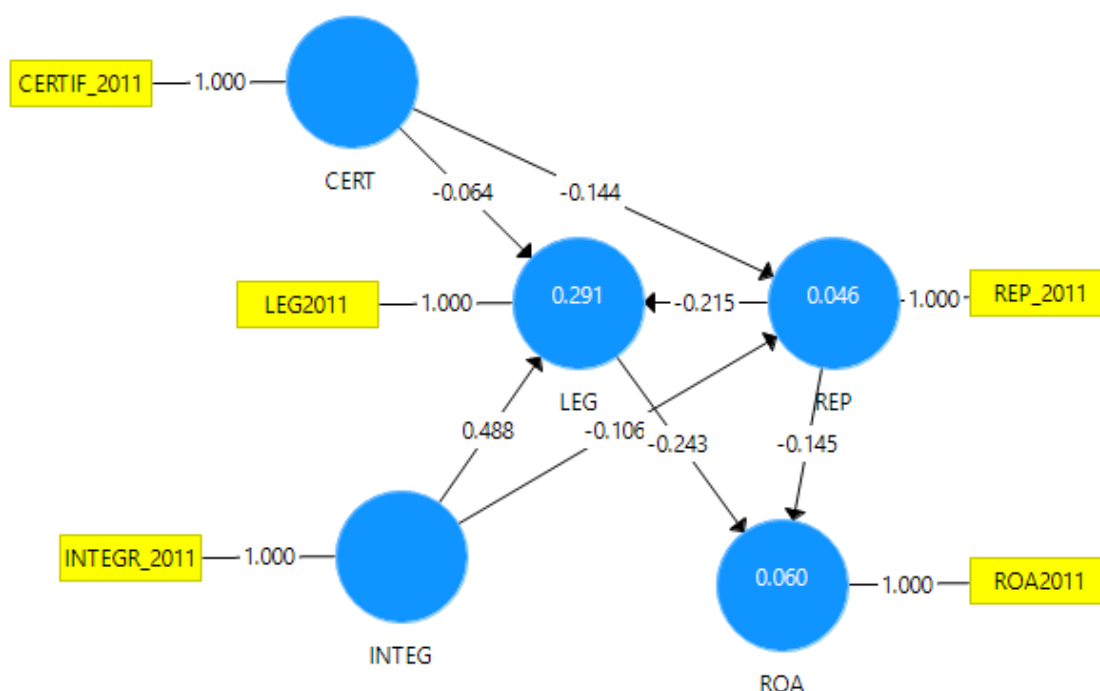 CERTIF_2011
1.000
CERT
-0.064
-0.144
LEG2011
1.000
0.291
LEG
-0.215
0.046
REP
1.000
REP_2011
0.488
-0.106
-0.243
-0.145
INTEGR_2011
1.000
INTEG
0.060
ROA
1.000
ROA2011